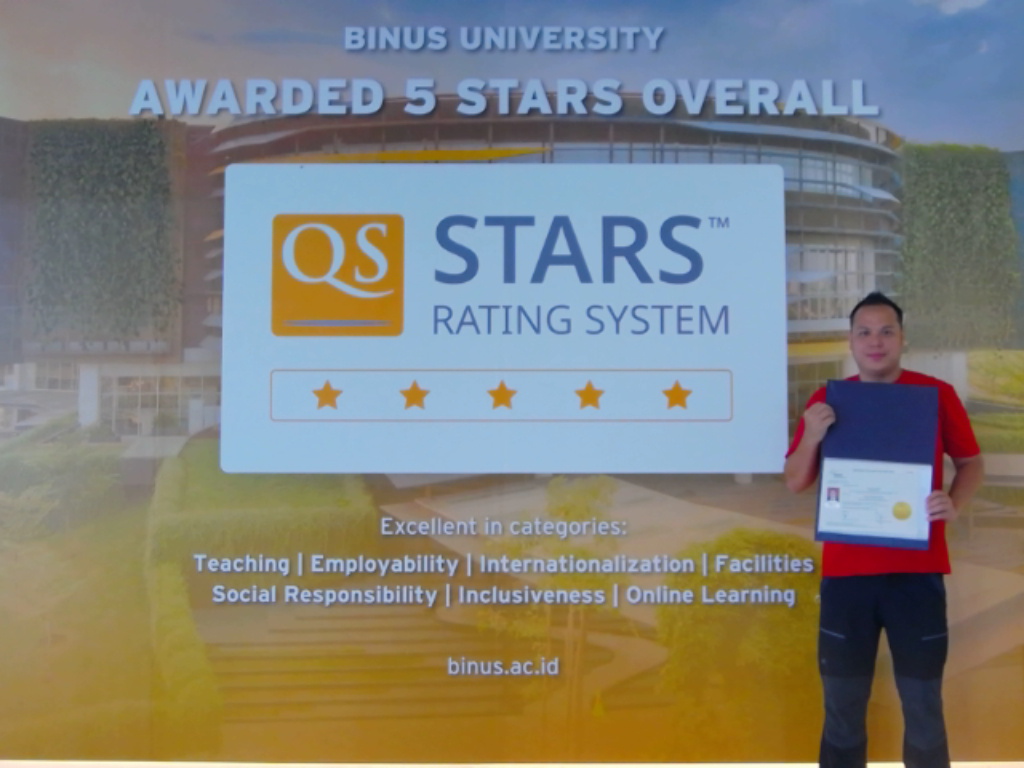 BINUS UNIVERSITY
AWARDED 5 STARS OVERALL
QS
STARS™
RATING SYSTEM
Excellent in categories:
Teaching | Employability | Internationalization | Facilities
Social Responsibility | Inclusiveness | Online Learning
binus.ac.id